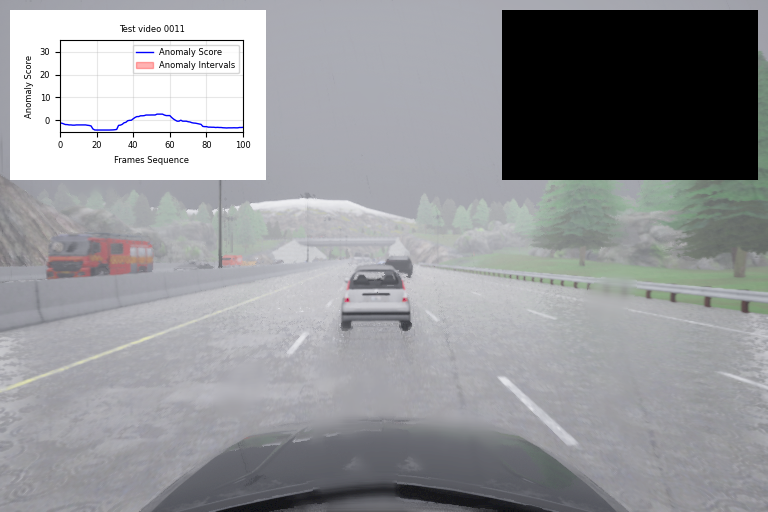 Test video 0011
Anomaly Score
Anomaly Intervals
Anomaly Score
30
20
10
0
0 20 40 60 80 100
Frames Sequence